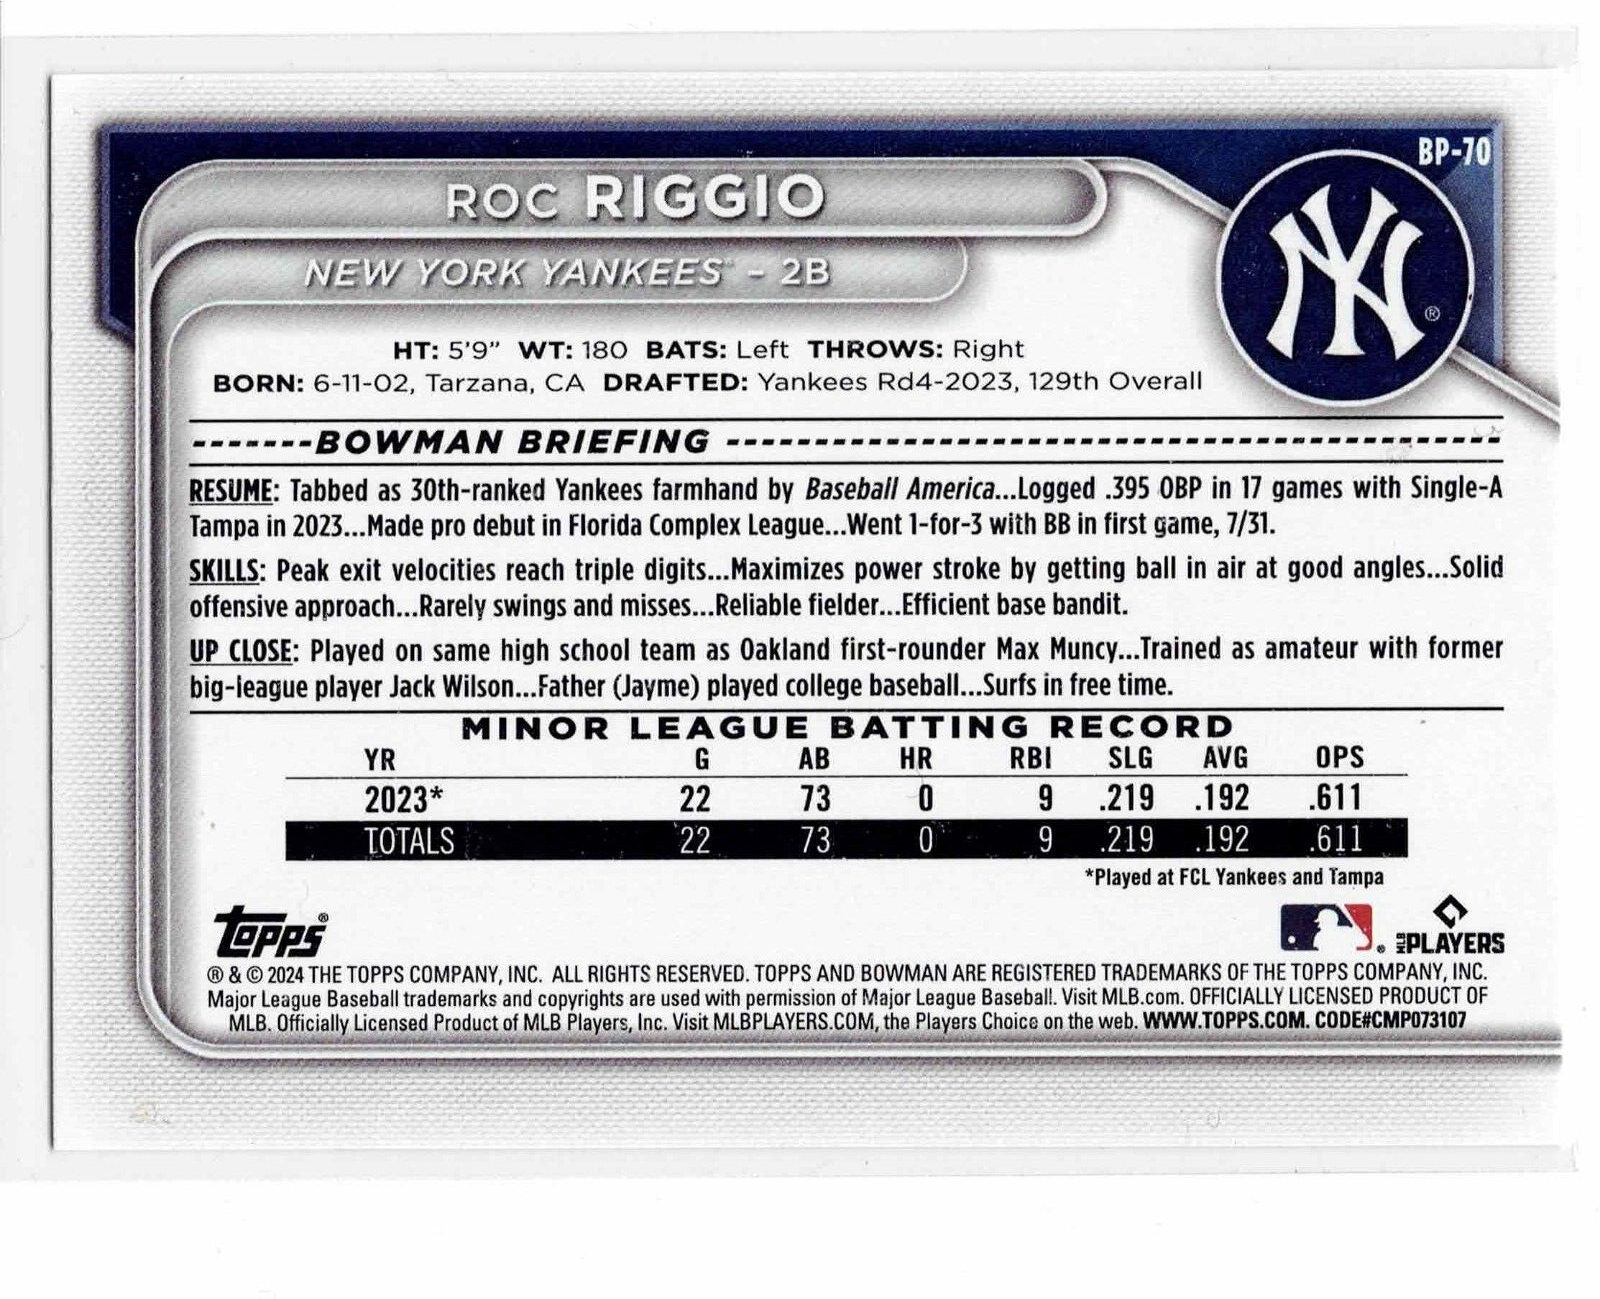 BP-70
ROC RIGGIO
NEW YORK YANKEES™ - 2B
NY
®
HT: 5'9" WT: 180 BATS: Left THROWS: Right
BORN: 6-11-02, Tarzana, CA DRAFTED: Yankees Rd4-2023, 129th Overall
BOWMAN BRIEFING
RESUME: Tabbed as 30th-ranked Yankees farmhand by Baseball America...Logged .395 OBP in 17 games with Single-A
Tampa in 2023...Made pro debut in Florida Complex League...Went 1-for-3 with BB in first game, 7/31.
SKILLS: Peak exit velocities reach triple digits...Maximizes power stroke by getting ball in air at good angles...Solid
offensive approach...Rarely swings and misses...Reliable fielder...Efficient base bandit.
UP CLOSE: Played on same high school team as Oakland first-rounder Max Muncy...Trained as amateur with former
big-league player Jack Wilson...Father (Jayme) played college baseball...Surfs in free time.
MINOR LEAGUE BATTING RECORD
YR G AB HR RBI SLG AVG OPS
2023* 22 73 0 9 .219 .192 .611
TOTALS 22 73 0 9 .219 .192 .611
*Played at FCL Yankees and Tampa
Topps®
® MLB PLAYERS
® & © 2024 THE TOPPS COMPANY, INC. ALL RIGHTS RESERVED. TOPPS AND BOWMAN ARE REGISTERED TRADEMARKS OF THE TOPPS COMPANY, INC.
Major League Baseball trademarks and copyrights are used with permission of Major League Baseball. Visit MLB.com. OFFICIALLY LICENSED PRODUCT OF
MLB. Officially Licensed Product of MLB Players, Inc. Visit MLBPLAYERS.COM, the Players Choice on the web. WWW.TOPPS.COM. CODE#CMP073107